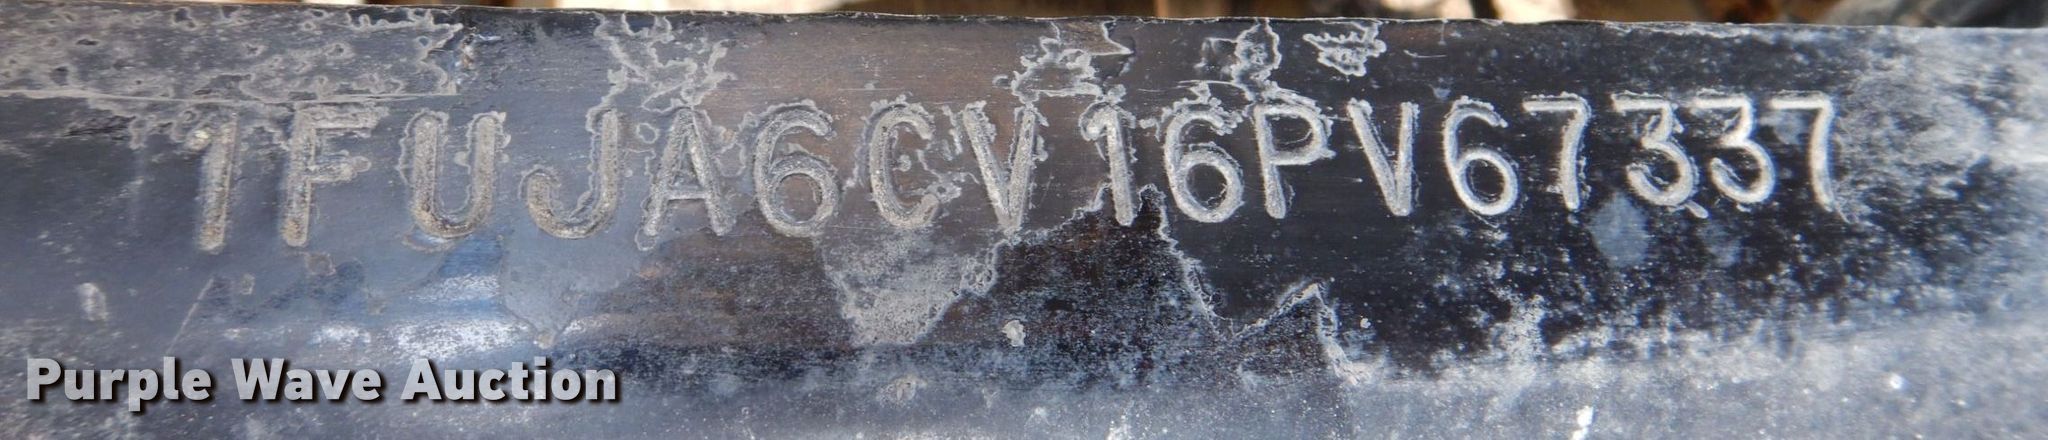 1FUJA6CV16PV67337
Purple Wave Auction